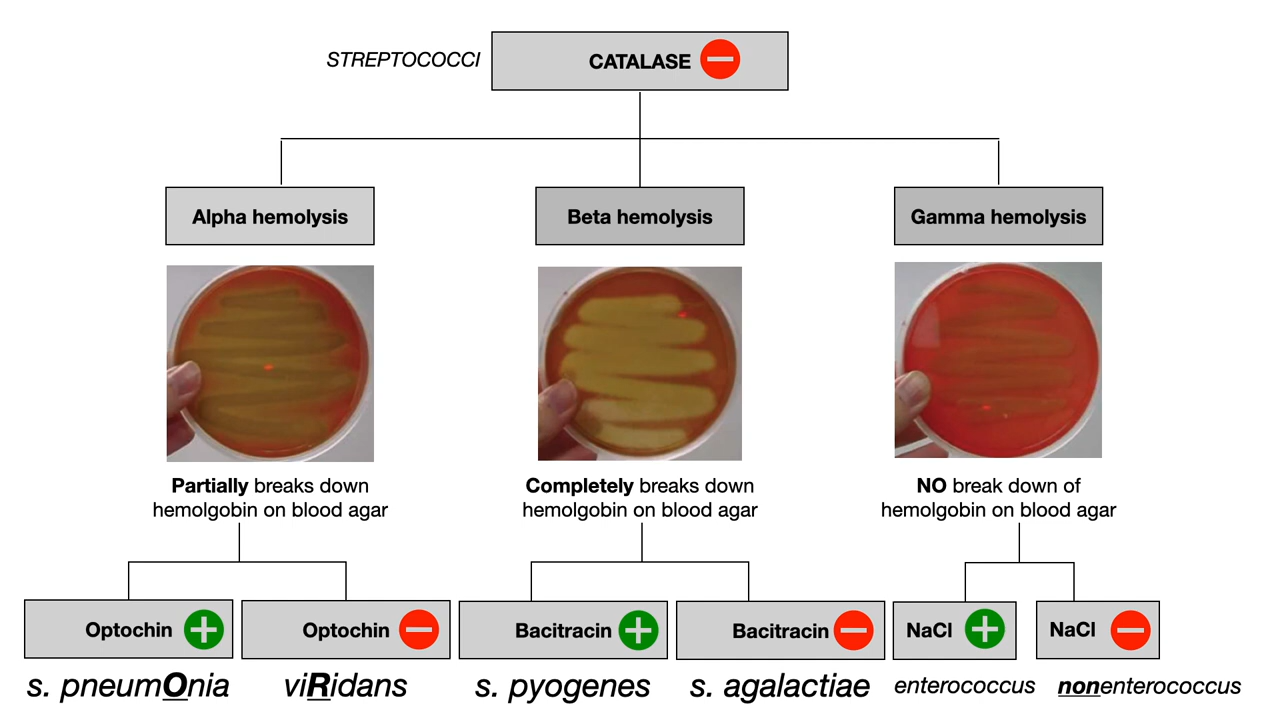 STREPTOCOCCI
CATALASE
Alpha hemolysis
Beta hemolysis
Gamma hemolysis
Partially breaks down
hemolgobin on blood agar
Completely breaks down
hemolgobin on blood agar
NO break down of
hemolgobin on blood agar
Optochin
Optochin
Bacitracin
Bacitracin
NaCl
NaCl
s. pneumOnia
viRidans
s. pyogenes
s. agalactiae
enterococcus
nonenterococcus